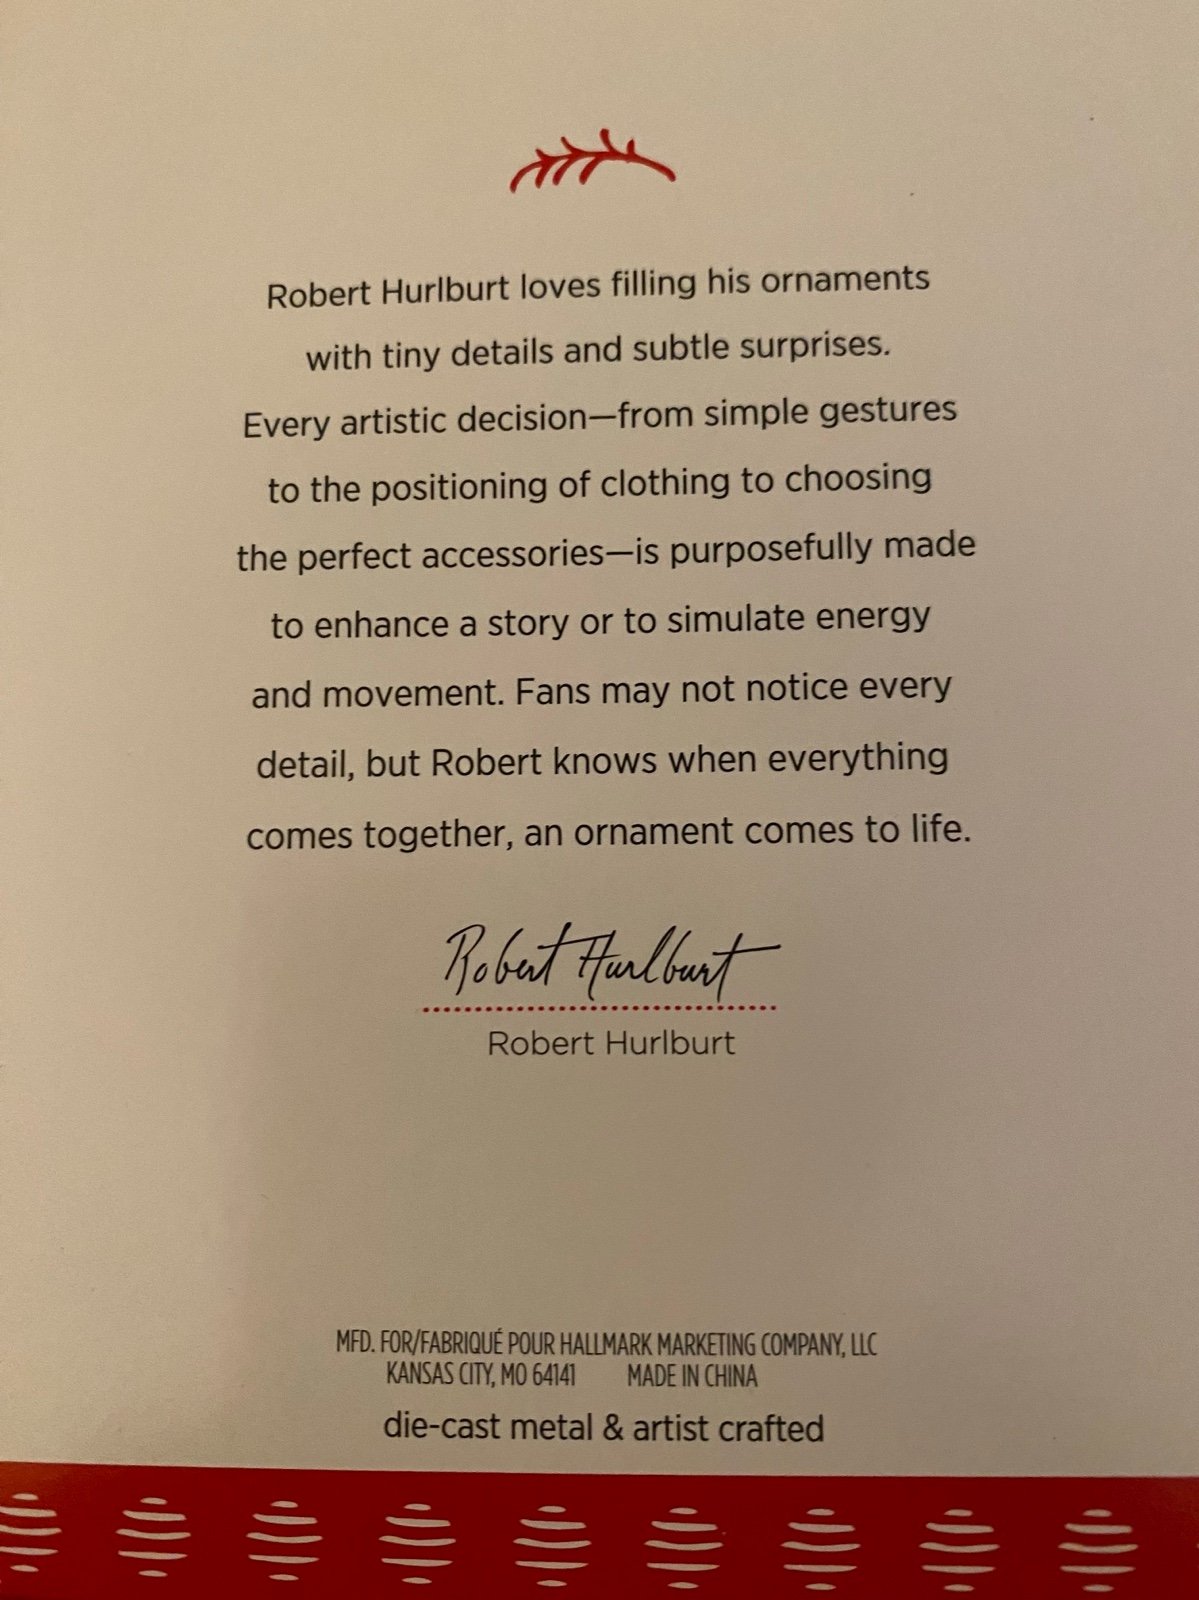 Robert Hurlburt loves filling his ornaments
with tiny details and subtle surprises.
Every artistic decision—from simple gestures
to the positioning of clothing to choosing
the perfect accessories—is purposefully made
to enhance a story or to simulate energy
and movement. Fans may not notice every
detail, but Robert knows when everything
comes together, an ornament comes to life.
Robert Hurlburt
Robert Hurlburt
MFD. FOR/FABRIQUÉ POUR HALLMARK MARKETING COMPANY, LLC
KANSAS CITY, MO 64141 MADE IN CHINA
die-cast metal & artist crafted